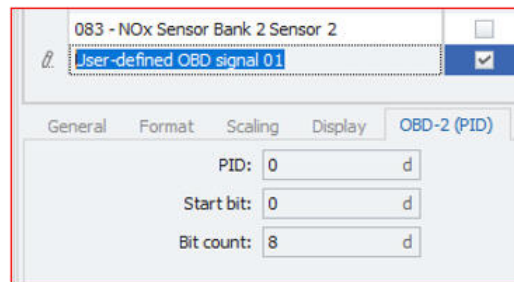 083 - NOx Sensor Bank 2 Sensor 2
User-defined OBD signal 01
General Format Scaling Display OBD-2 (PID)
PID: 0 d
Start bit: 0 d
Bit count: 8 d